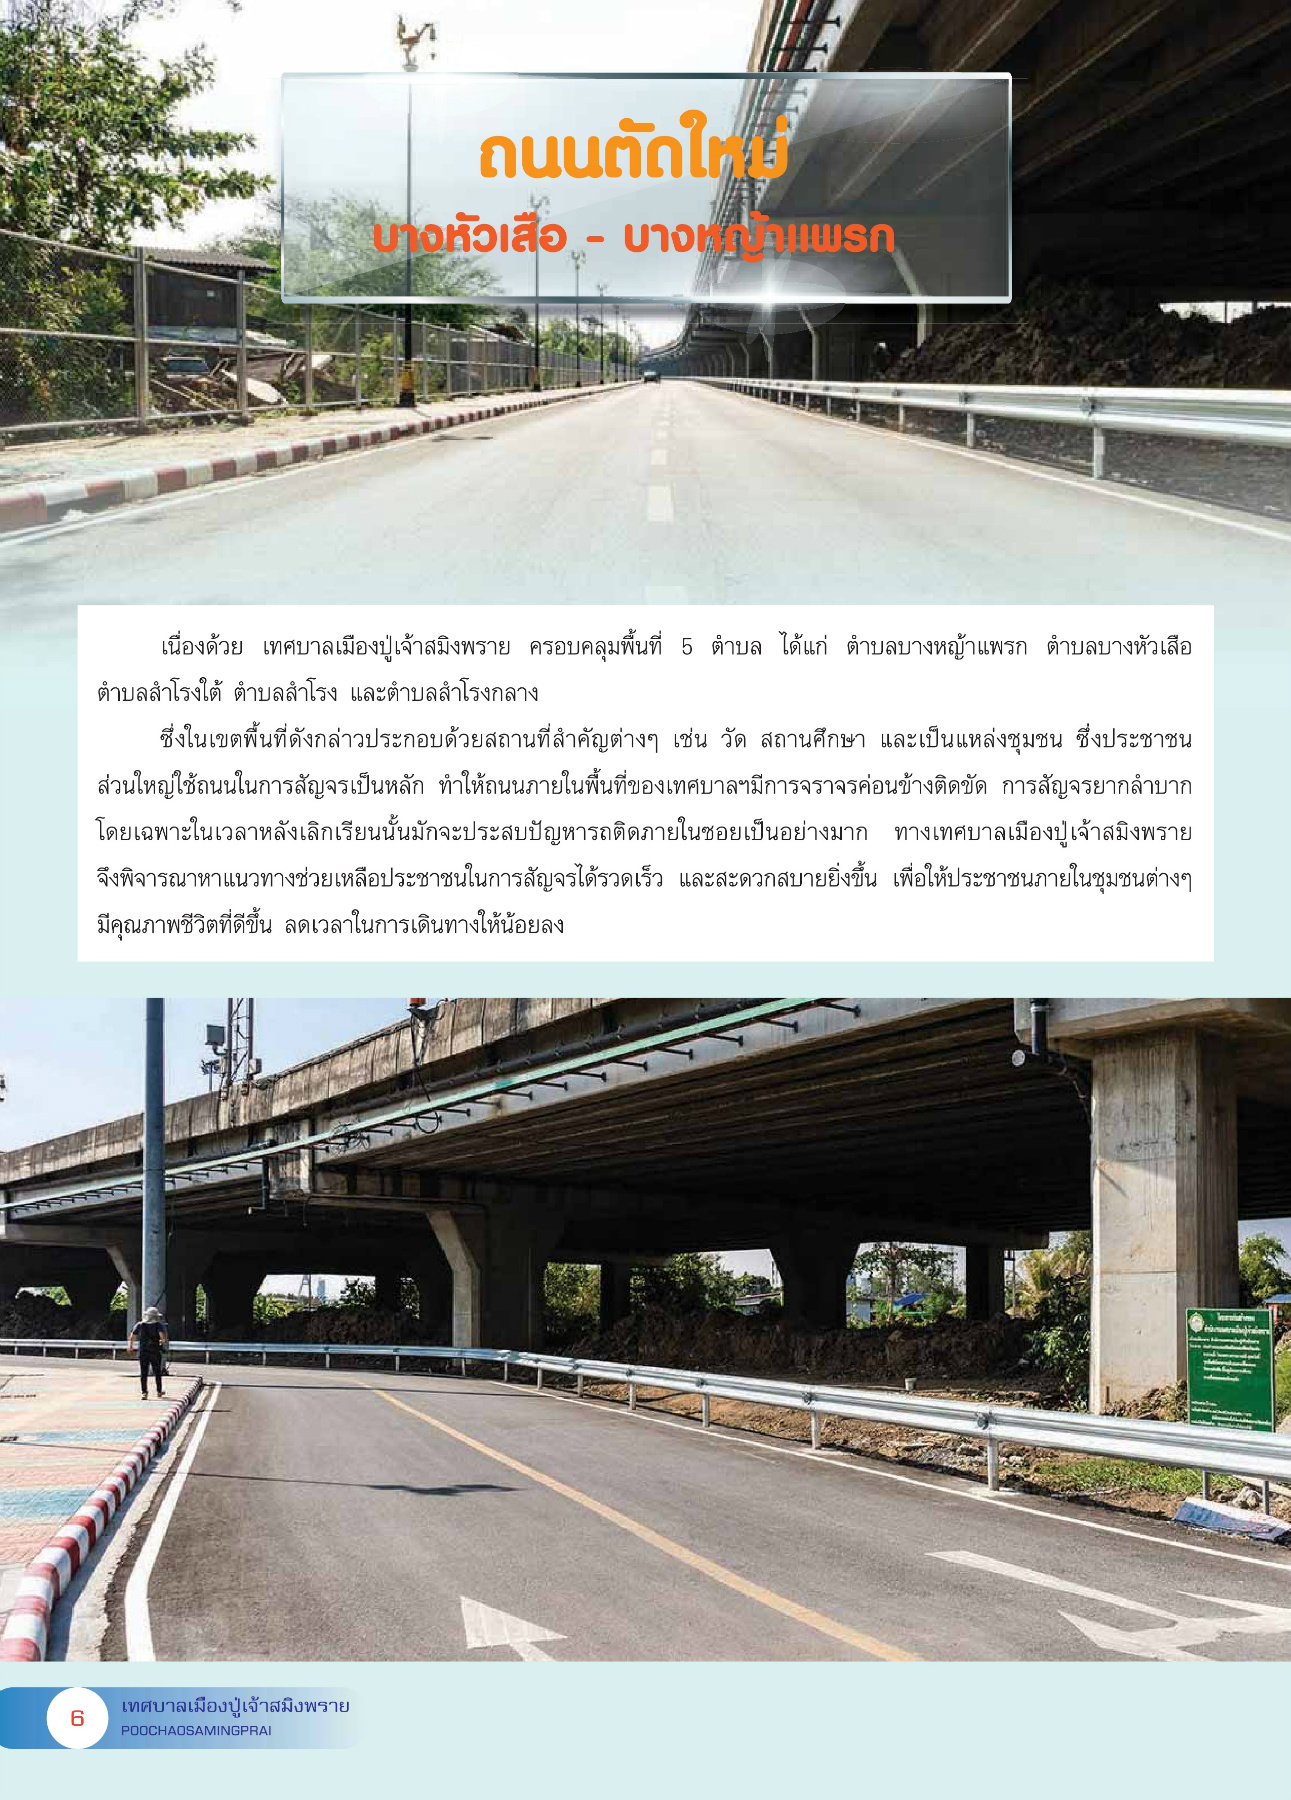 ถนนตัดใหม่
บางหัวเสือ - บางหญ้าแพรก
เนื่องด้วย เทศบาลเมืองปู่เจ้าสมิงพราย ครอบคลุมพื้นที่ 5 ตำบล ได้แก่ ตำบลบางหญ้าแพรก ตำบลบางหัวเสือ
ตำบลสำโรงใต้ ตำบลสำโรง และตำบลสำโรงกลาง
ซึ่งในเขตพื้นที่ดังกล่าวประกอบด้วยสถานที่สำคัญต่างๆ เช่น วัด สถานศึกษา และเป็นแหล่งชุมชน ซึ่งประชาชน
ส่วนใหญ่ใช้ถนนในการสัญจรเป็นหลัก ทำให้ถนนภายในพื้นที่ของเทศบาลฯมีการจราจรค่อนข้างติดขัด การสัญจรยากลำบาก
โดยเฉพาะในเวลาหลังเลิกเรียนนั้นมักจะประสบปัญหารถติดภายในซอยเป็นอย่างมาก ทางเทศบาลเมืองปู่เจ้าสมิงพราย
จึงพิจารณาหาแนวทางช่วยเหลือประชาชนในการสัญจรได้รวดเร็ว และสะดวกสบายยิ่งขึ้น เพื่อให้ประชาชนภายในชุมชนต่างๆ
มีคุณภาพชีวิตที่ดีขึ้น ลดเวลาในการเดินทางให้น้อยลง
6
เทศบาลเมืองปู่เจ้าสมิงพราย
POOCHAOSAMINGPRAI